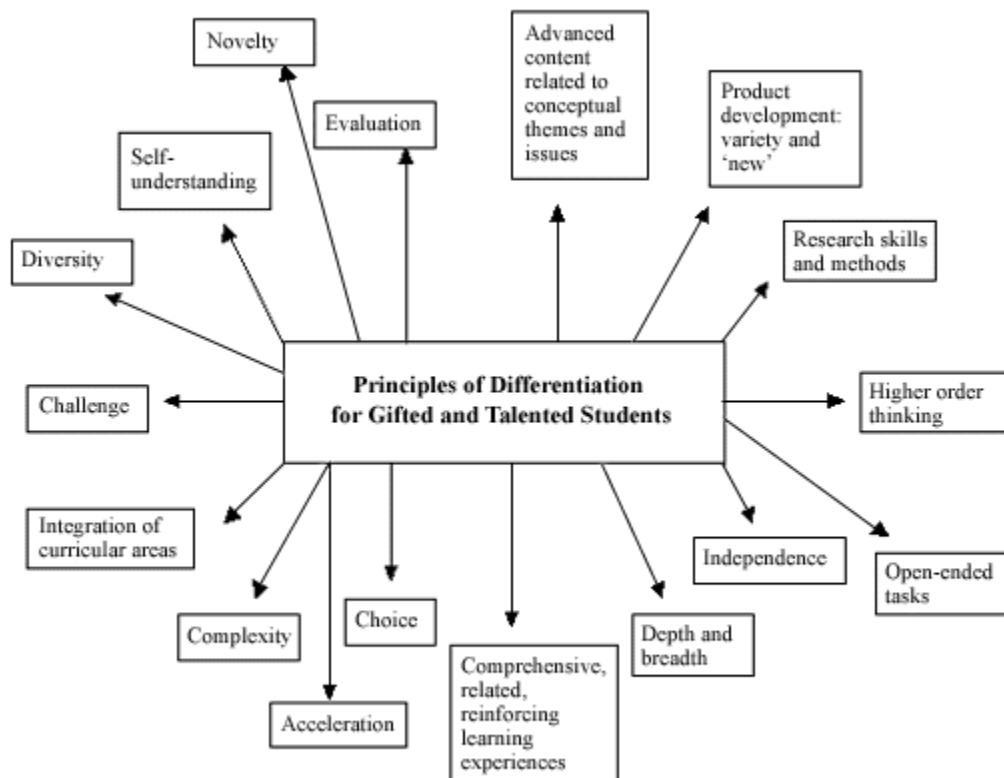 Novelty
Evaluation
Advanced
content
related to
conceptual
themes and
issues
Product
development:
variety and
‘new’
Self-
understanding
Research skills
and methods
Diversity
Principles of Differentiation
for Gifted and Talented Students
Challenge
Higher order
thinking
Integration of
curricular areas
Independence
Open-ended
tasks
Complexity
Choice
Depth and
breadth
Acceleration
Comprehensive,
related,
reinforcing
learning
experiences